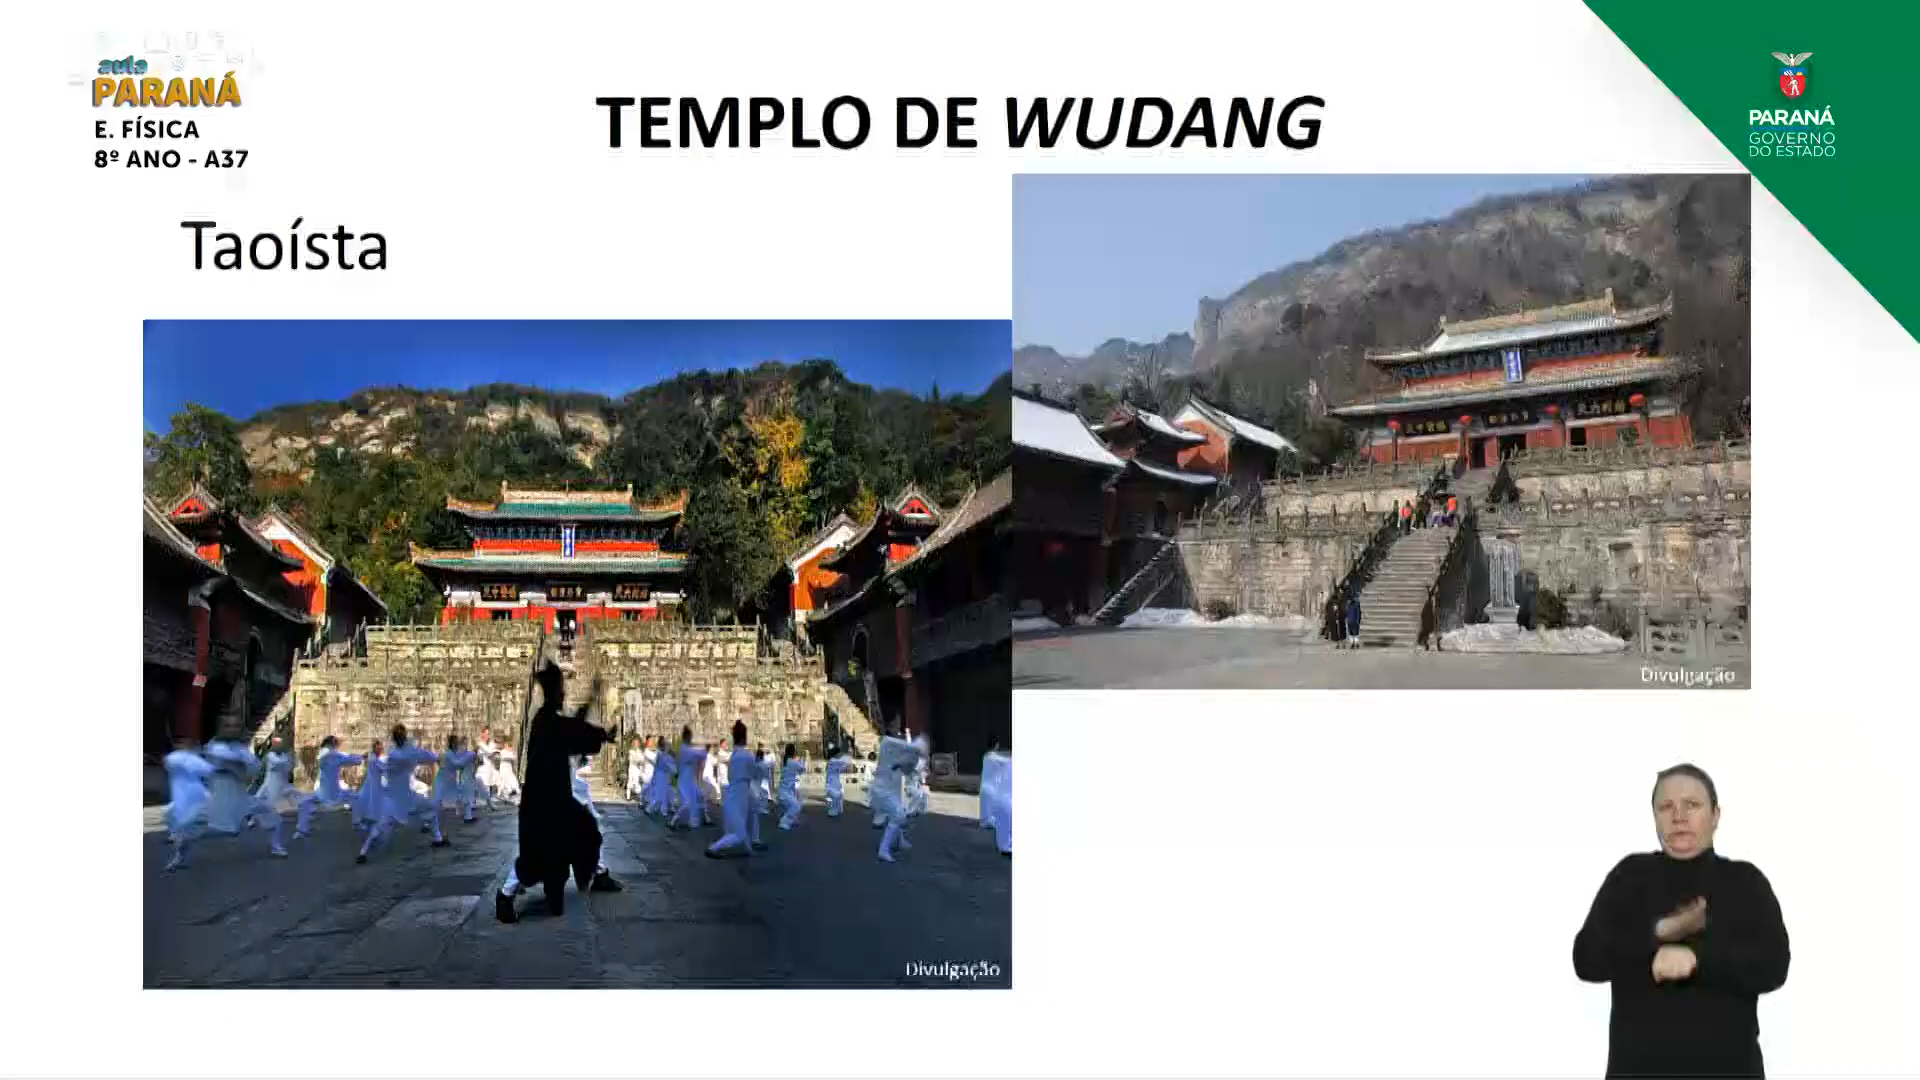 aula
PARANÁ
E. FÍSICA
8º ANO - A37
TEMPLO DE WUDANG
PARANÁ
GOVERNO
DO ESTADO
Taoísta
Divulgação
Divulgação